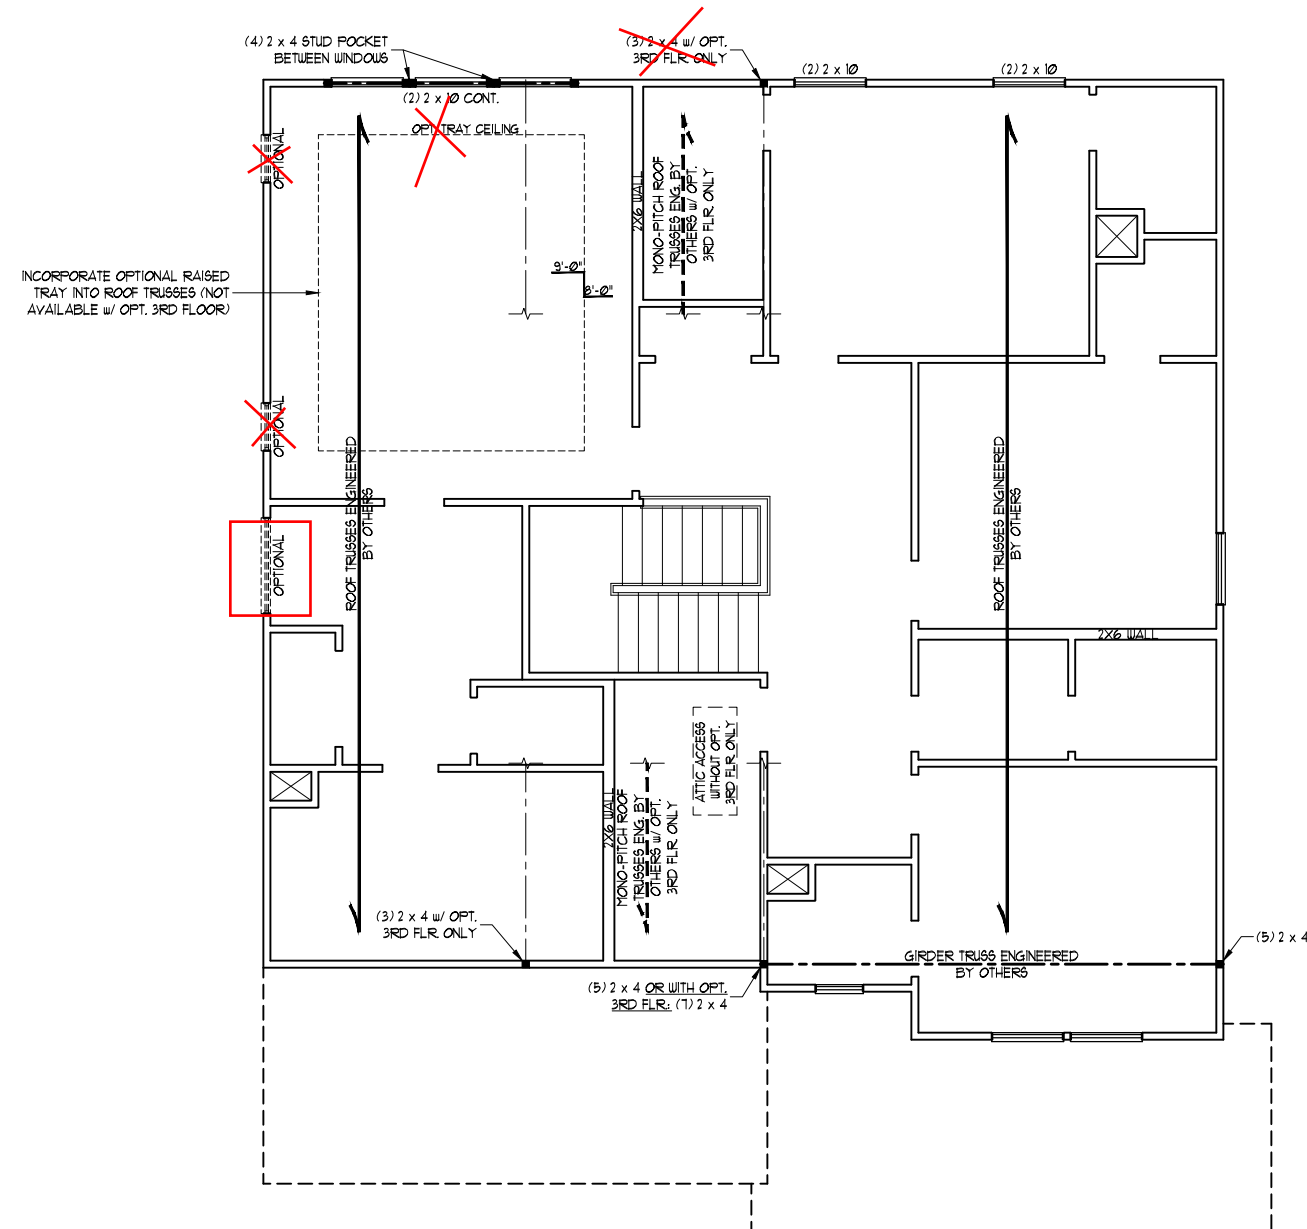 (4) 2 x 4 STUD POCKET
BETWEEN WINDOWS
(3) 2 x 4 w/ OPT.
3RD FLR ONLY
(2) 2 x 10
(2) 2 x 10
(2) 2 x 10 CONT.
OPT. TRAY CEILING
OPTIONAL
2X6 WALL
MONO-PITCH ROOF
TRUSSES ENG. BY
OTHERS w/ OPT.
3RD FLR. ONLY
INCORPORATE OPTIONAL RAISED
TRAY INTO ROOF TRUSSES (NOT
AVAILABLE w/ OPT. 3RD FLOOR)
9'-0"
8'-0"
OPTIONAL
ROOF TRUSSES ENGINEERED
BY OTHERS
ROOF TRUSSES ENGINEERED
BY OTHERS
OPTIONAL
2X6 WALL
ATTIC ACCESS
WITHOUT OPT.
3RD FLR. ONLY
2X6 WALL
MONO-PITCH ROOF
TRUSSES ENG. BY
OTHERS w/ OPT.
3RD FLR ONLY
(3) 2 x 4 w/ OPT.
3RD FLR. ONLY
(5) 2 x 4
GIRDER TRUSS ENGINEERED
BY OTHERS
(5) 2 x 4 OR WITH OPT.
3RD FLR.: (7) 2 x 4